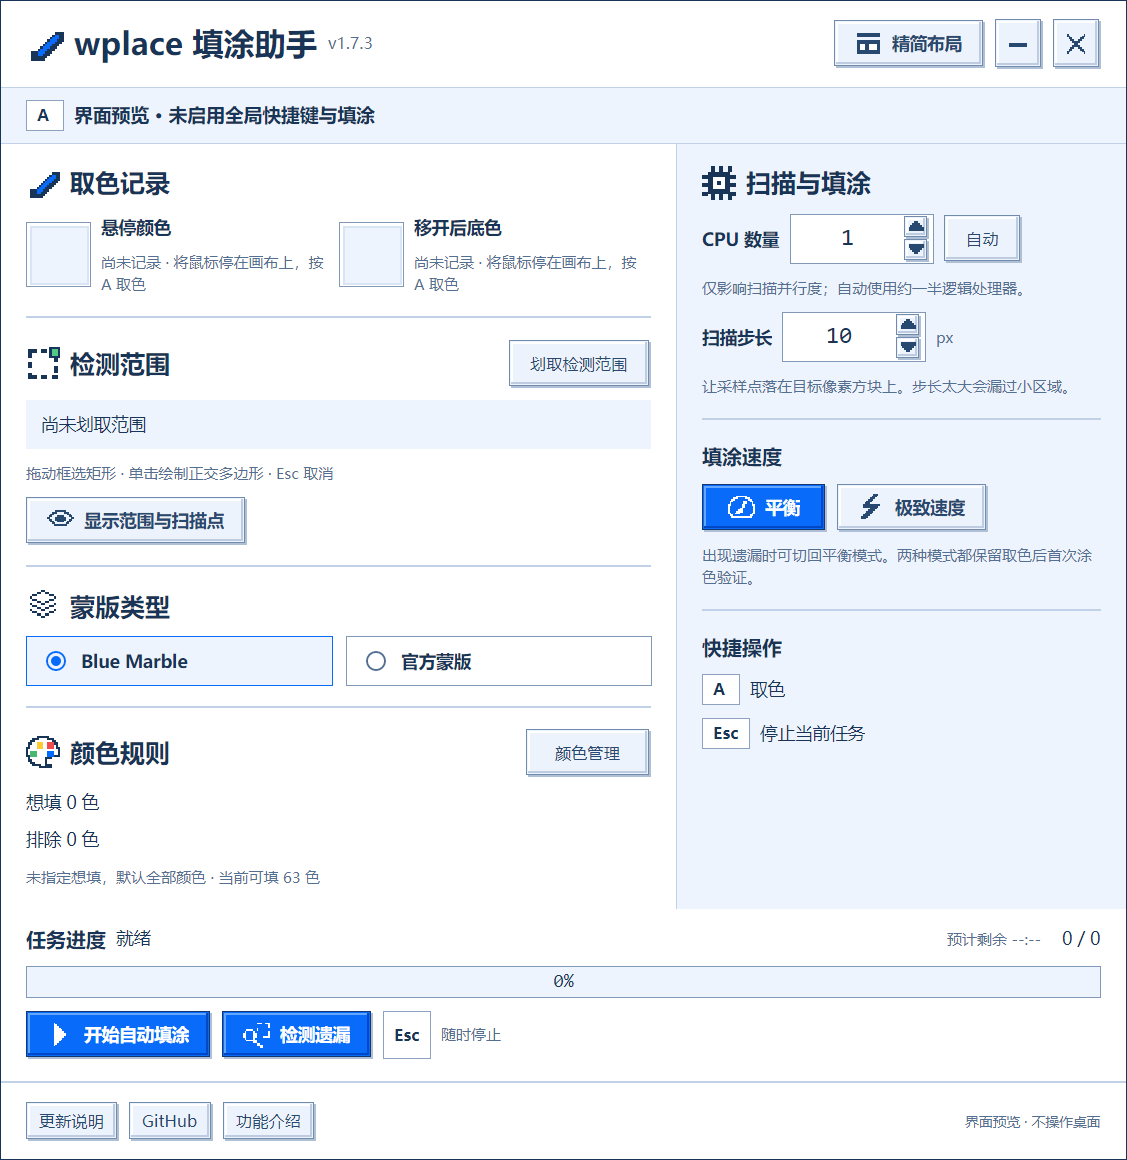 wplace 填涂助手 v1.7.3
精简布局
A 界面预览 • 未启用全局快捷键与填涂
取色记录
悬停颜色
尚未记录 · 将鼠标停在画布上，按
A 取色
移开后底色
尚未记录 · 将鼠标停在画布上，按
A 取色
检测范围
划取检测范围
尚未划取范围
拖动框选矩形 · 单击绘制正交多边形 · Esc 取消
显示范围与扫描点
蒙版类型
Blue Marble
官方蒙版
颜色规则
颜色管理
想填 0 色
排除 0 色
未指定想填，默认全部颜色 · 当前可填 63 色
扫描与填涂
CPU 数量 1 自动
仅影响扫描并行度；自动使用约一半逻辑处理器。
扫描步长 10 px
让采样点落在目标像素方块上。步长太大会漏过小区域。
填涂速度
平衡
极致速度
出现遗漏时可切回平衡模式。两种模式都保留取色后首次涂
色验证。
快捷操作
A 取色
Esc 停止当前任务
任务进度 就绪
预计剩余 --:-- 0 / 0
0%
开始自动填涂
检测遗漏
Esc 随时停止
更新说明
GitHub
功能介绍
界面预览 · 不操作桌面